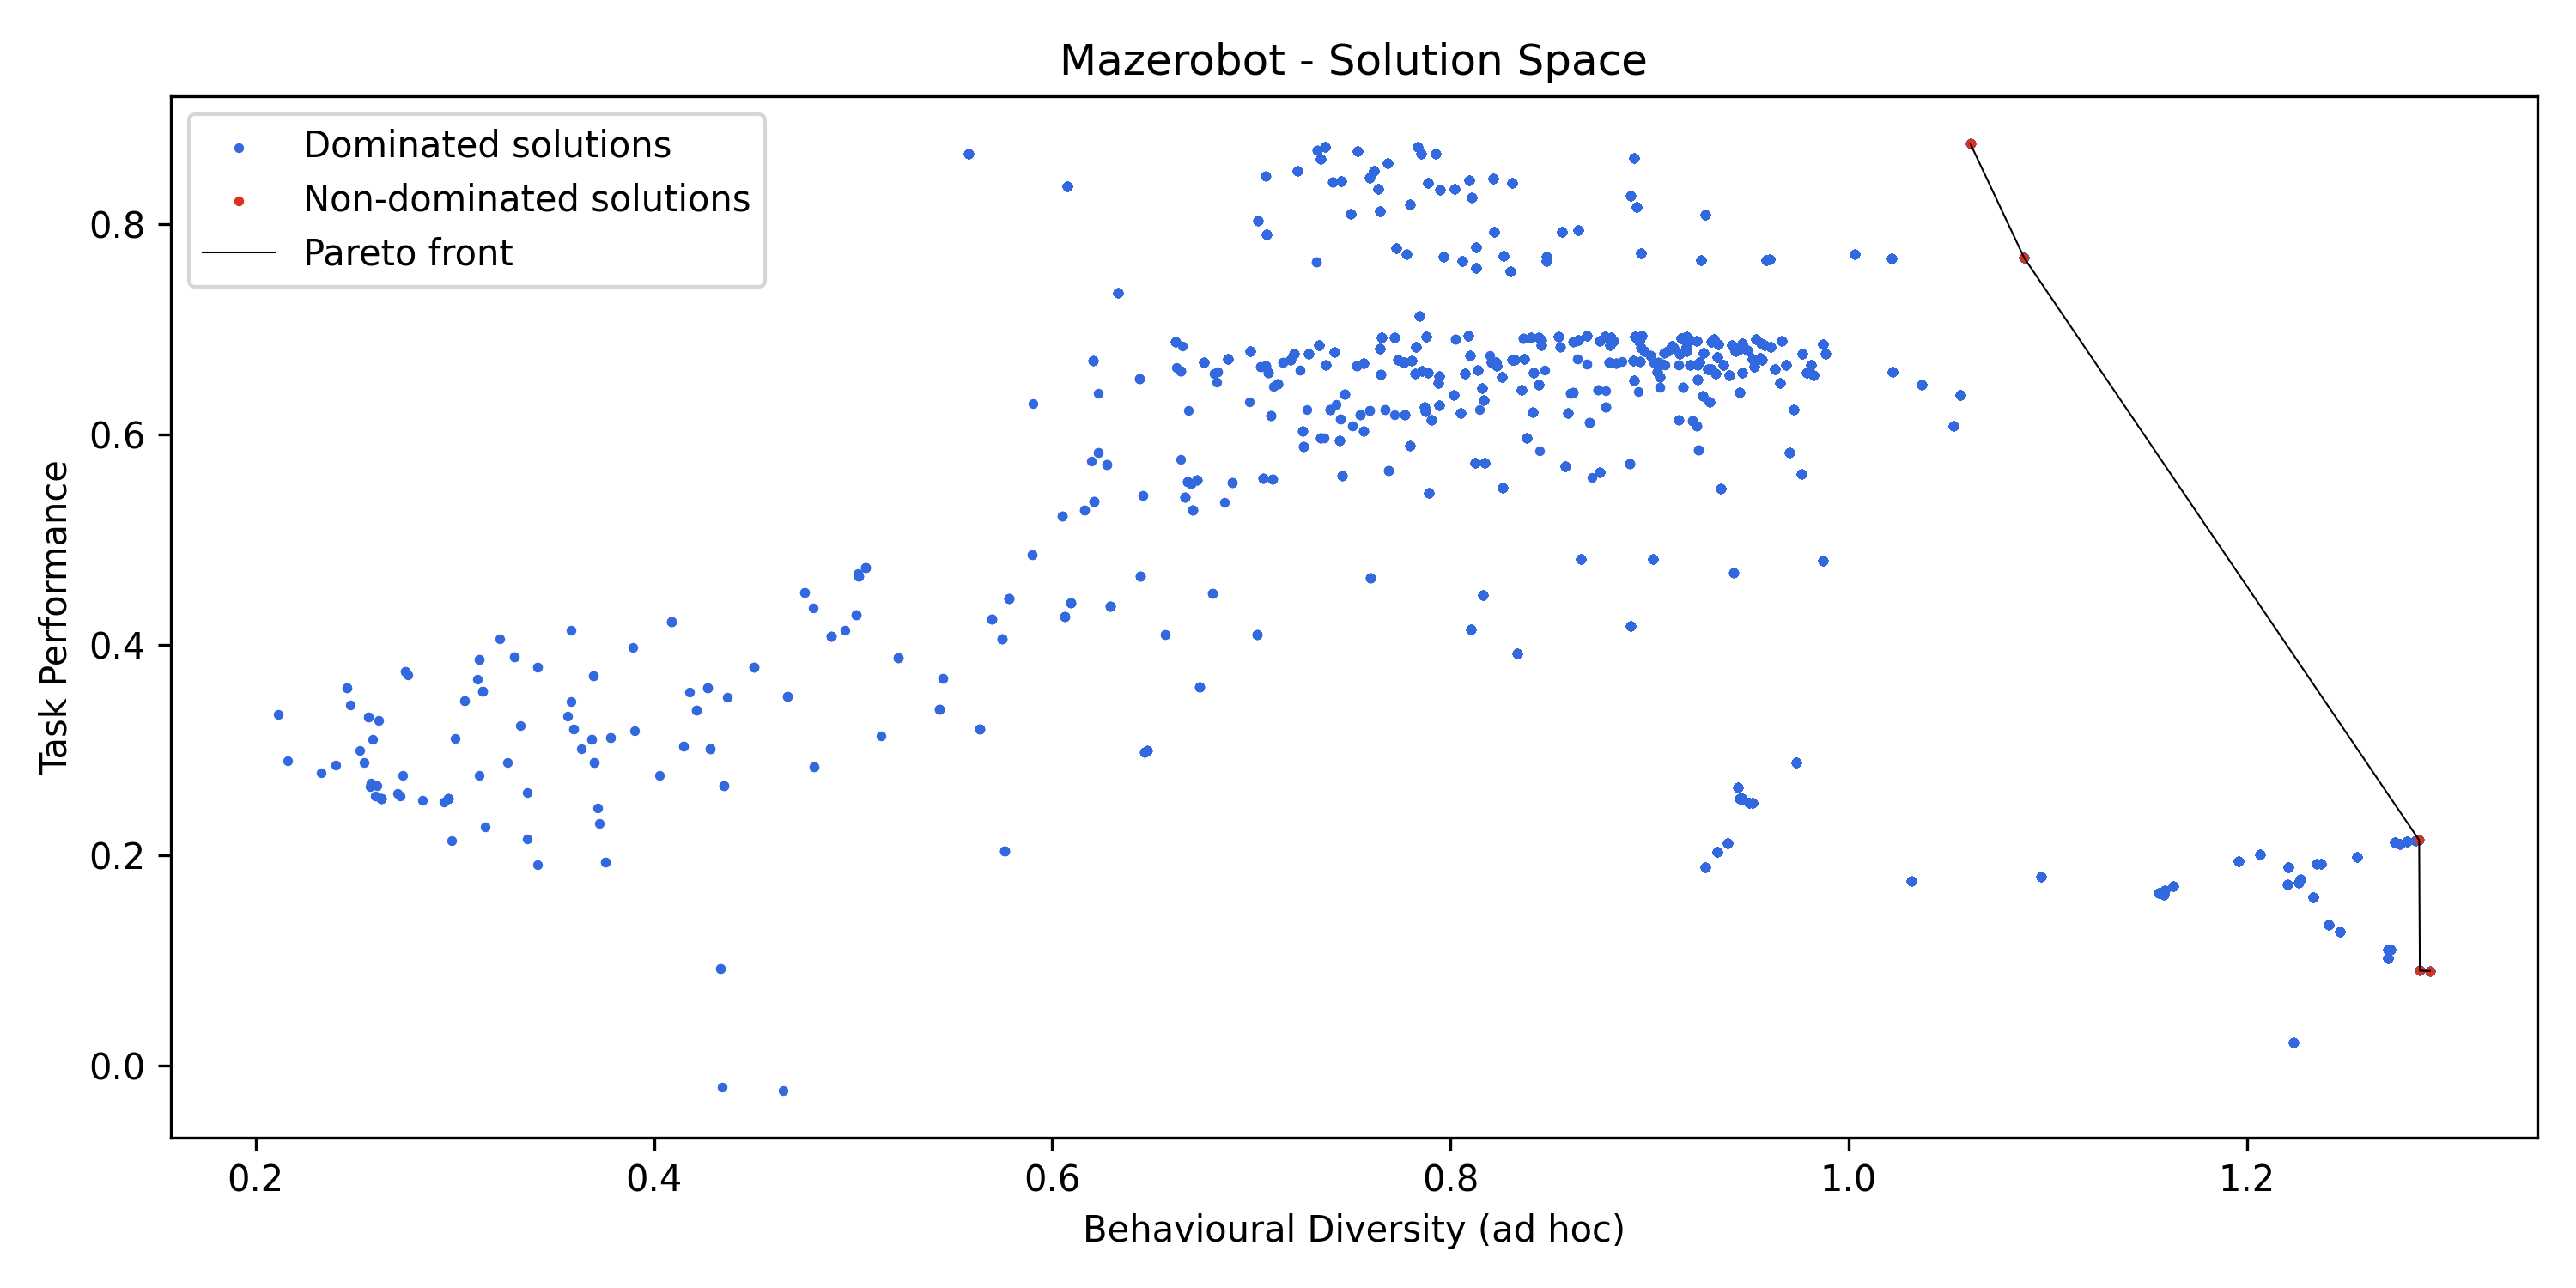 Mazerobot - Solution Space
Dominated solutions
Non-dominated solutions
Pareto front
Task Performance
0.8
0.6
0.4
0.2
0.0
0.2
0.4
0.6
0.8
1.0
1.2
Behavioural Diversity (ad hoc)